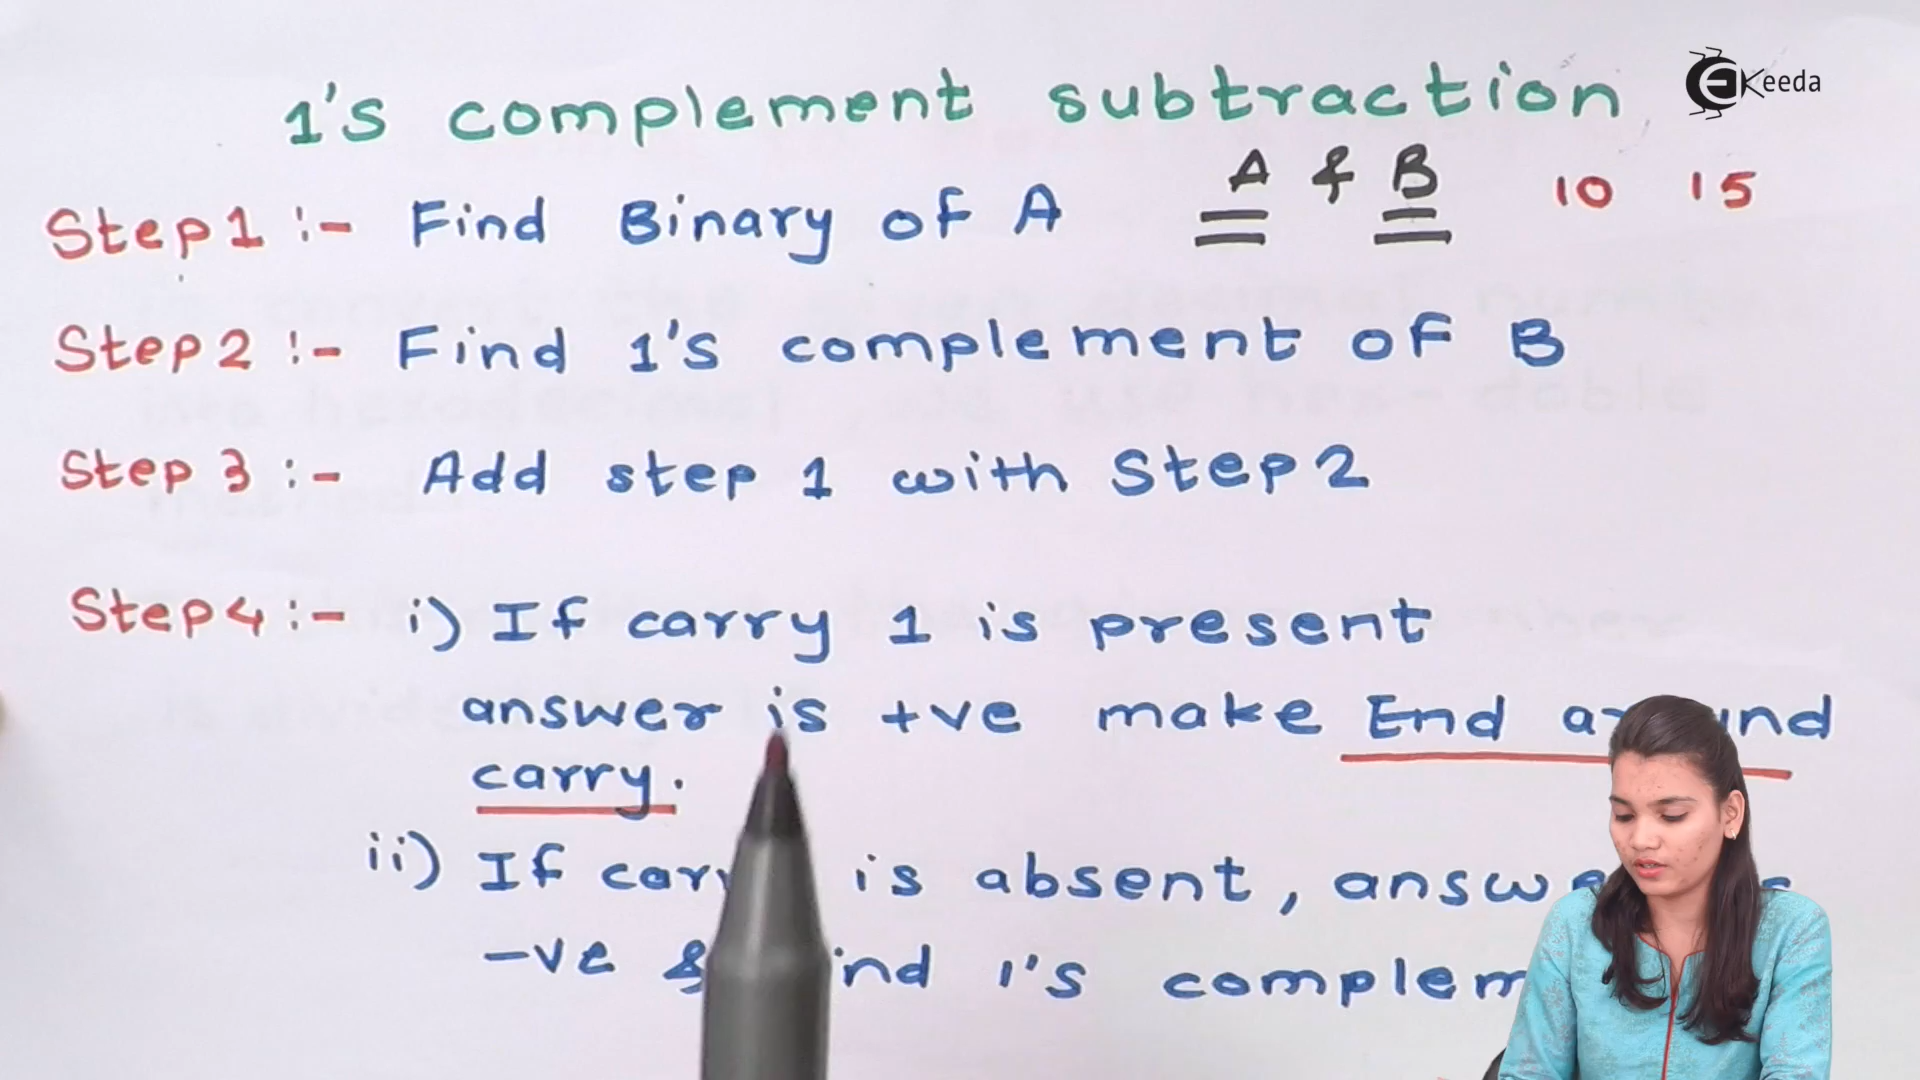 1's complement subtraction
EKeeda
A & B 10 15
Step1 :- Find Binary of A
Step2 :- Find 1's complement of B
Step 3 :- Add step 1 with Step2
Step4 :- i) If carry 1 is present
answer is +ve make End around
carry.
ii) If is absent,
-ve & 1's